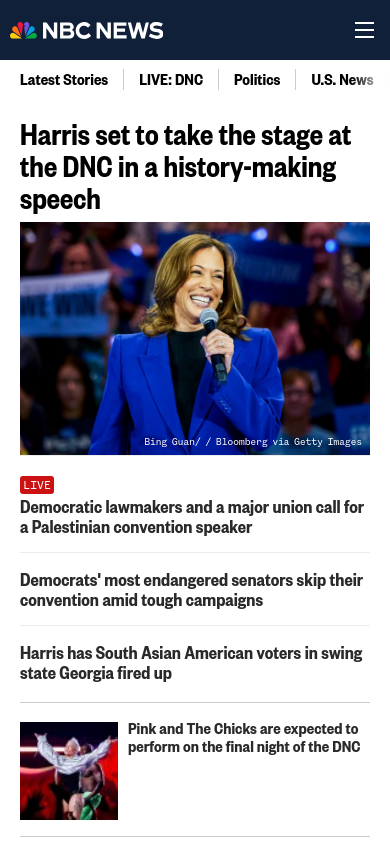 NBC NEWS
Latest Stories
LIVE: DNC
Politics
U.S. News
Harris set to take the stage at
the DNC in a history-making
speech
WE WIN
Bing Guan/ / Bloomberg via Getty Images
LIVE
Democratic lawmakers and a major union call for
a Palestinian convention speaker
Democrats' most endangered senators skip their
convention amid tough campaigns
Harris has South Asian American voters in swing
state Georgia fired up
Pink and The Chicks are expected to
perform on the final night of the DNC